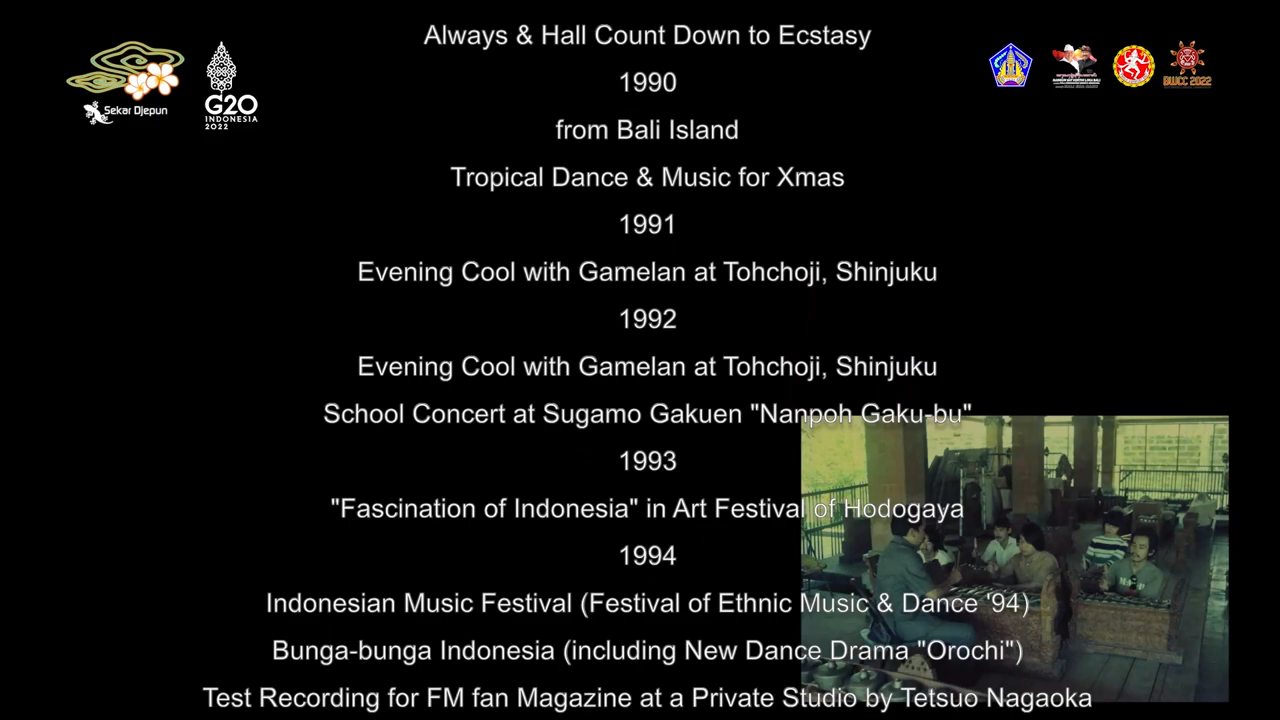 Always & Hall Count Down to Ecstasy
1990
from Bali Island
Tropical Dance & Music for Xmas
1991
Evening Cool with Gamelan at Tohchoji, Shinjuku
1992
Evening Cool with Gamelan at Tohchoji, Shinjuku
School Concert at Sugamo Gakuen "Nanpoh Gaku-bu"
1993
"Fascination of Indonesia" in Art Festival of Hodogaya
1994
Indonesian Music Festival (Festival of Ethnic Music & Dance '94)
Bunga-bunga Indonesia (including New Dance Drama "Orochi")
Test Recording for FM fan Magazine at a Private Studio by Tetsuo Nagaoka
Sekar Djepun
G20
INDONESIA
2022
BWCC 2022